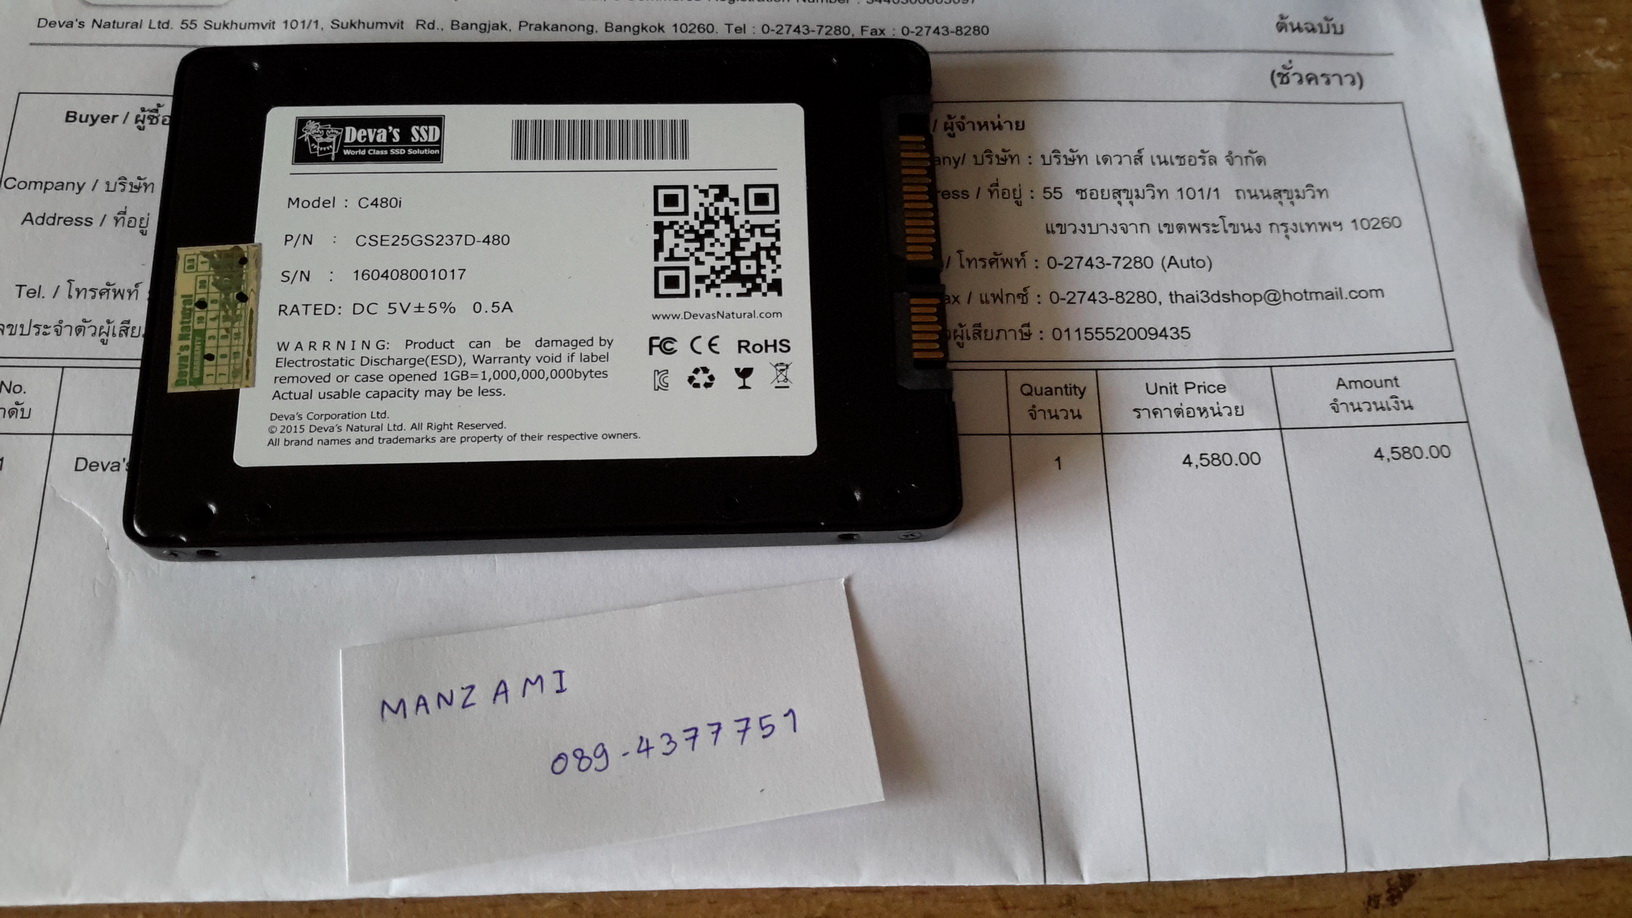 Deva's Natural Ltd. 55 Sukhumvit 101/1, Sukhumvit Rd., Bangjak, Prakanong, Bangkok 10260. Tel : 0-2743-7280, Fax : 0-2743-8280
ต้นฉบับ
(ชั่วคราว)
Buyer / ผู้ซื้อ
Company / บริษัท
Address / ที่อยู่
Tel. / โทรศัพท์ :
/ ผู้จำหน่าย
any/ บริษัท : บริษัท เดวาส์ เนเชอรัล จำกัด
ress / ที่อยู่ : 55 ซอยสุขุมวิท 101/1 ถนนสุขุมวิท
แขวงบางจาก เขตพระโขนง กรุงเทพฯ 10260
/ โทรศัพท์ : 0-2743-7280 (Auto)
ax / แฟกซ์ : 0-2743-8280, thai3dshop@hotmail.com
ผู้เสียภาษี : 0115552009435
No.
Quantity
จำนวน
Unit Price
ราคาต่อหน่วย
Amount
จำนวนเงิน
1
Deva's
1
4,580.00
4,580.00
Deva's SSD
World Class SSD Solution
Model : C480i
P/N : CSE25GS237D-480
S/N : 160408001017
RATED: DC 5V±5% 0.5A
www.DevasNatural.com
WARRNING: Product can be damaged by
Electrostatic Discharge(ESD), Warranty void if label
removed or case opened 1GB=1,000,000,000bytes
Actual usable capacity may be less.
FC CE RoHS
Deva's Corporation Ltd.
© 2015 Deva's Natural Ltd. All Right Reserved.
All brand names and trademarks are property of their respective owners.
Deva's Natural
MANZAMI
089-4377751